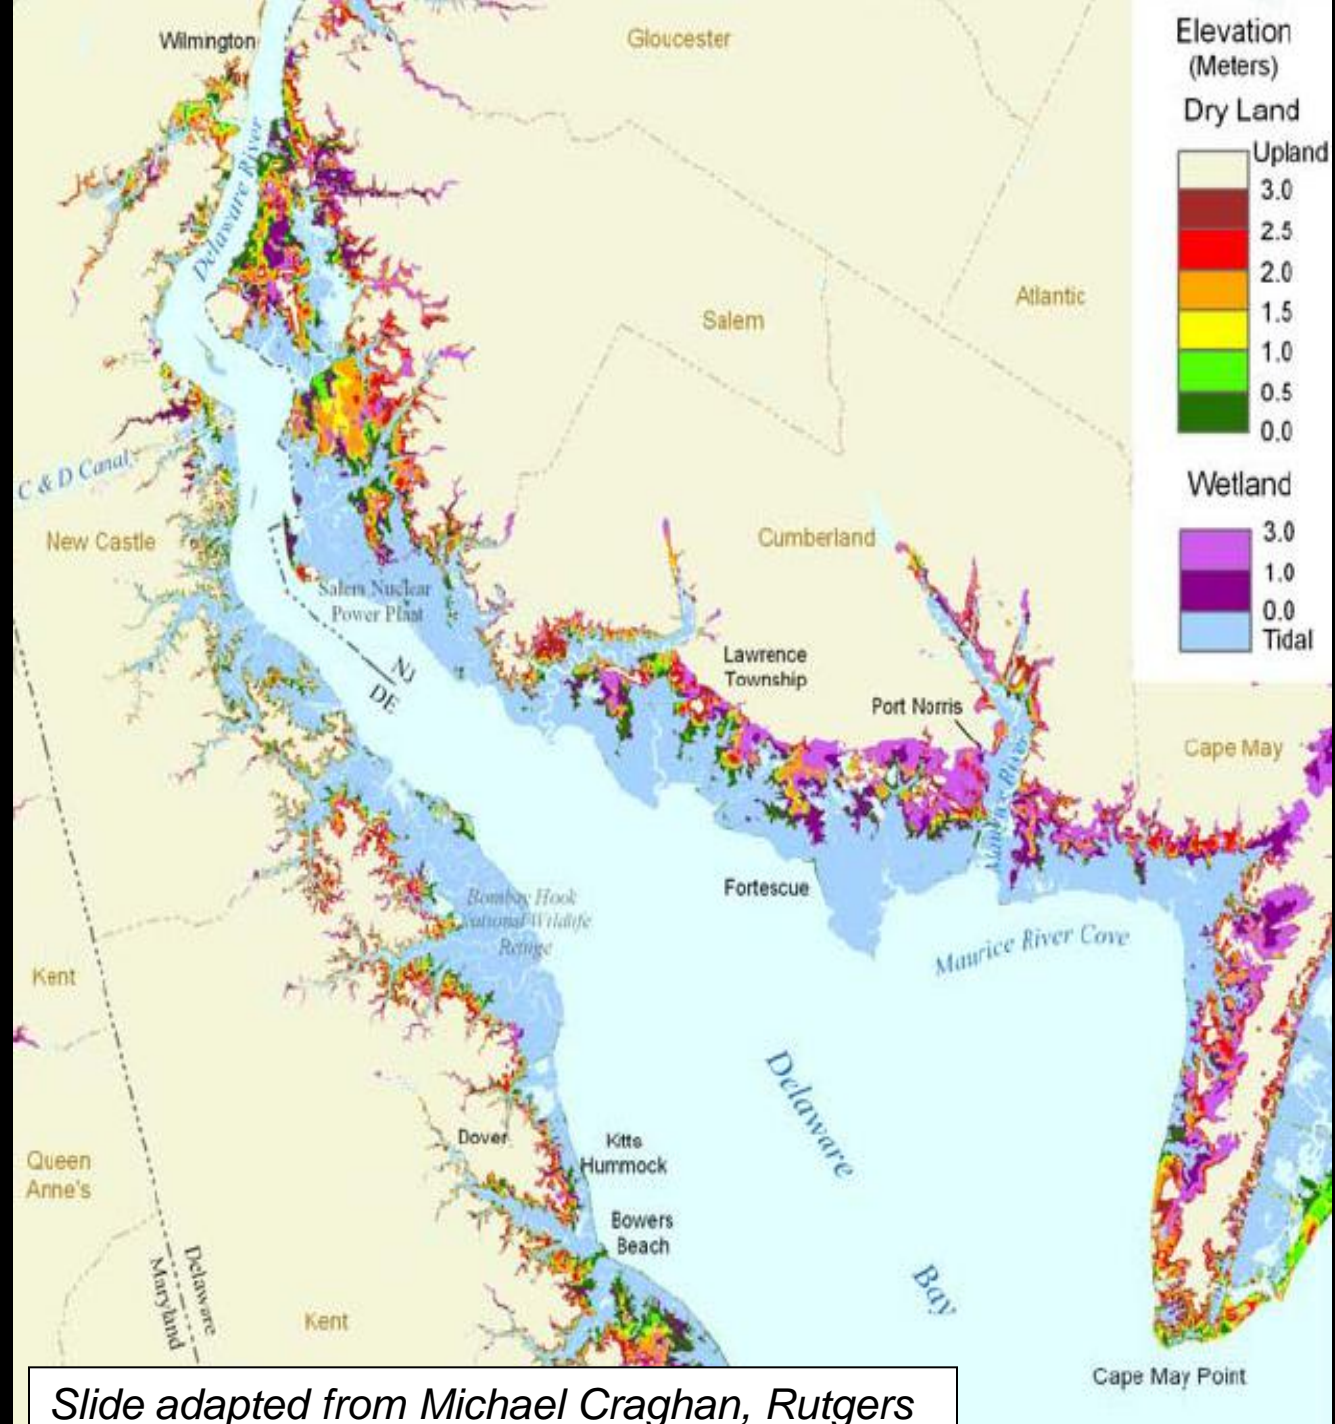 Wilmington
Gloucester
Elevation
(Meters)
Dry Land
Upland
3.0
2.5
2.0
1.5
1.0
0.5
0.0
Wetland
3.0
1.0
0.0
Tidal
Delaware River
Salem
Atlantic
C & D Canal
New Castle
Cumberland
Salem Nuclear
Power Plant
NJ
DE
Lawrence
Township
Port Norris
Cape May
Maurice River
Fortescue
Bombay Hook
National Wildlife
Refuge
Maurice River Cove
Kent
Delaware
Bay
Dover
Kitts
Hummock
Queen
Anne's
Bowers
Beach
Delaware
Maryland
Kent
Cape May Point
Slide adapted from Michael Craghan, Rutgers